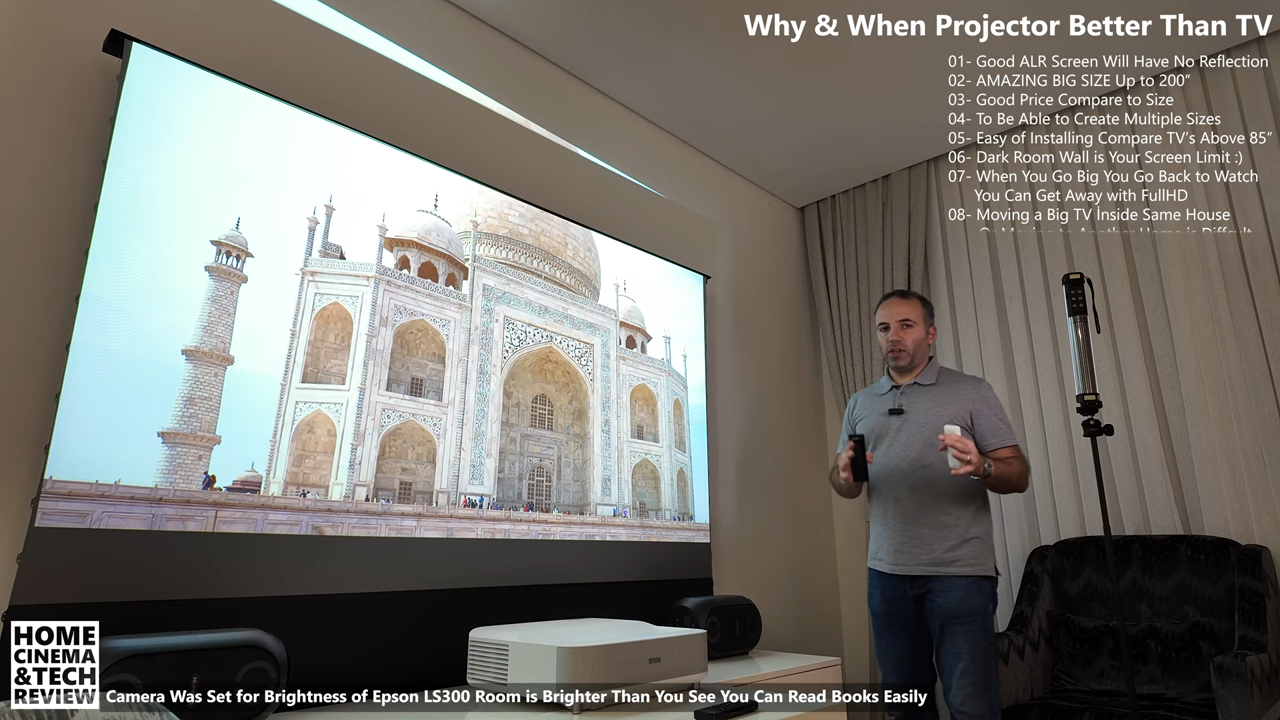 Why & When Projector Better Than TV
01- Good ALR Screen Will Have No Reflection
02- AMAZING BIG SIZE Up to 200”
03- Good Price Compare to Size
04- To Be Able to Create Multiple Sizes
05- Easy of Installing Compare TV’s Above 85”
06- Dark Room Wall is Your Screen Limit :)
07- When You Go Big You Go Back to Watch
You Can Get Away with FullHD
08- Moving a Big TV İnside Same House
EPSON
HOME
CINEMA
&TECH
REVIEW
Camera Was Set for Brightness of Epson LS300 Room is Brighter Than You See You Can Read Books Easily